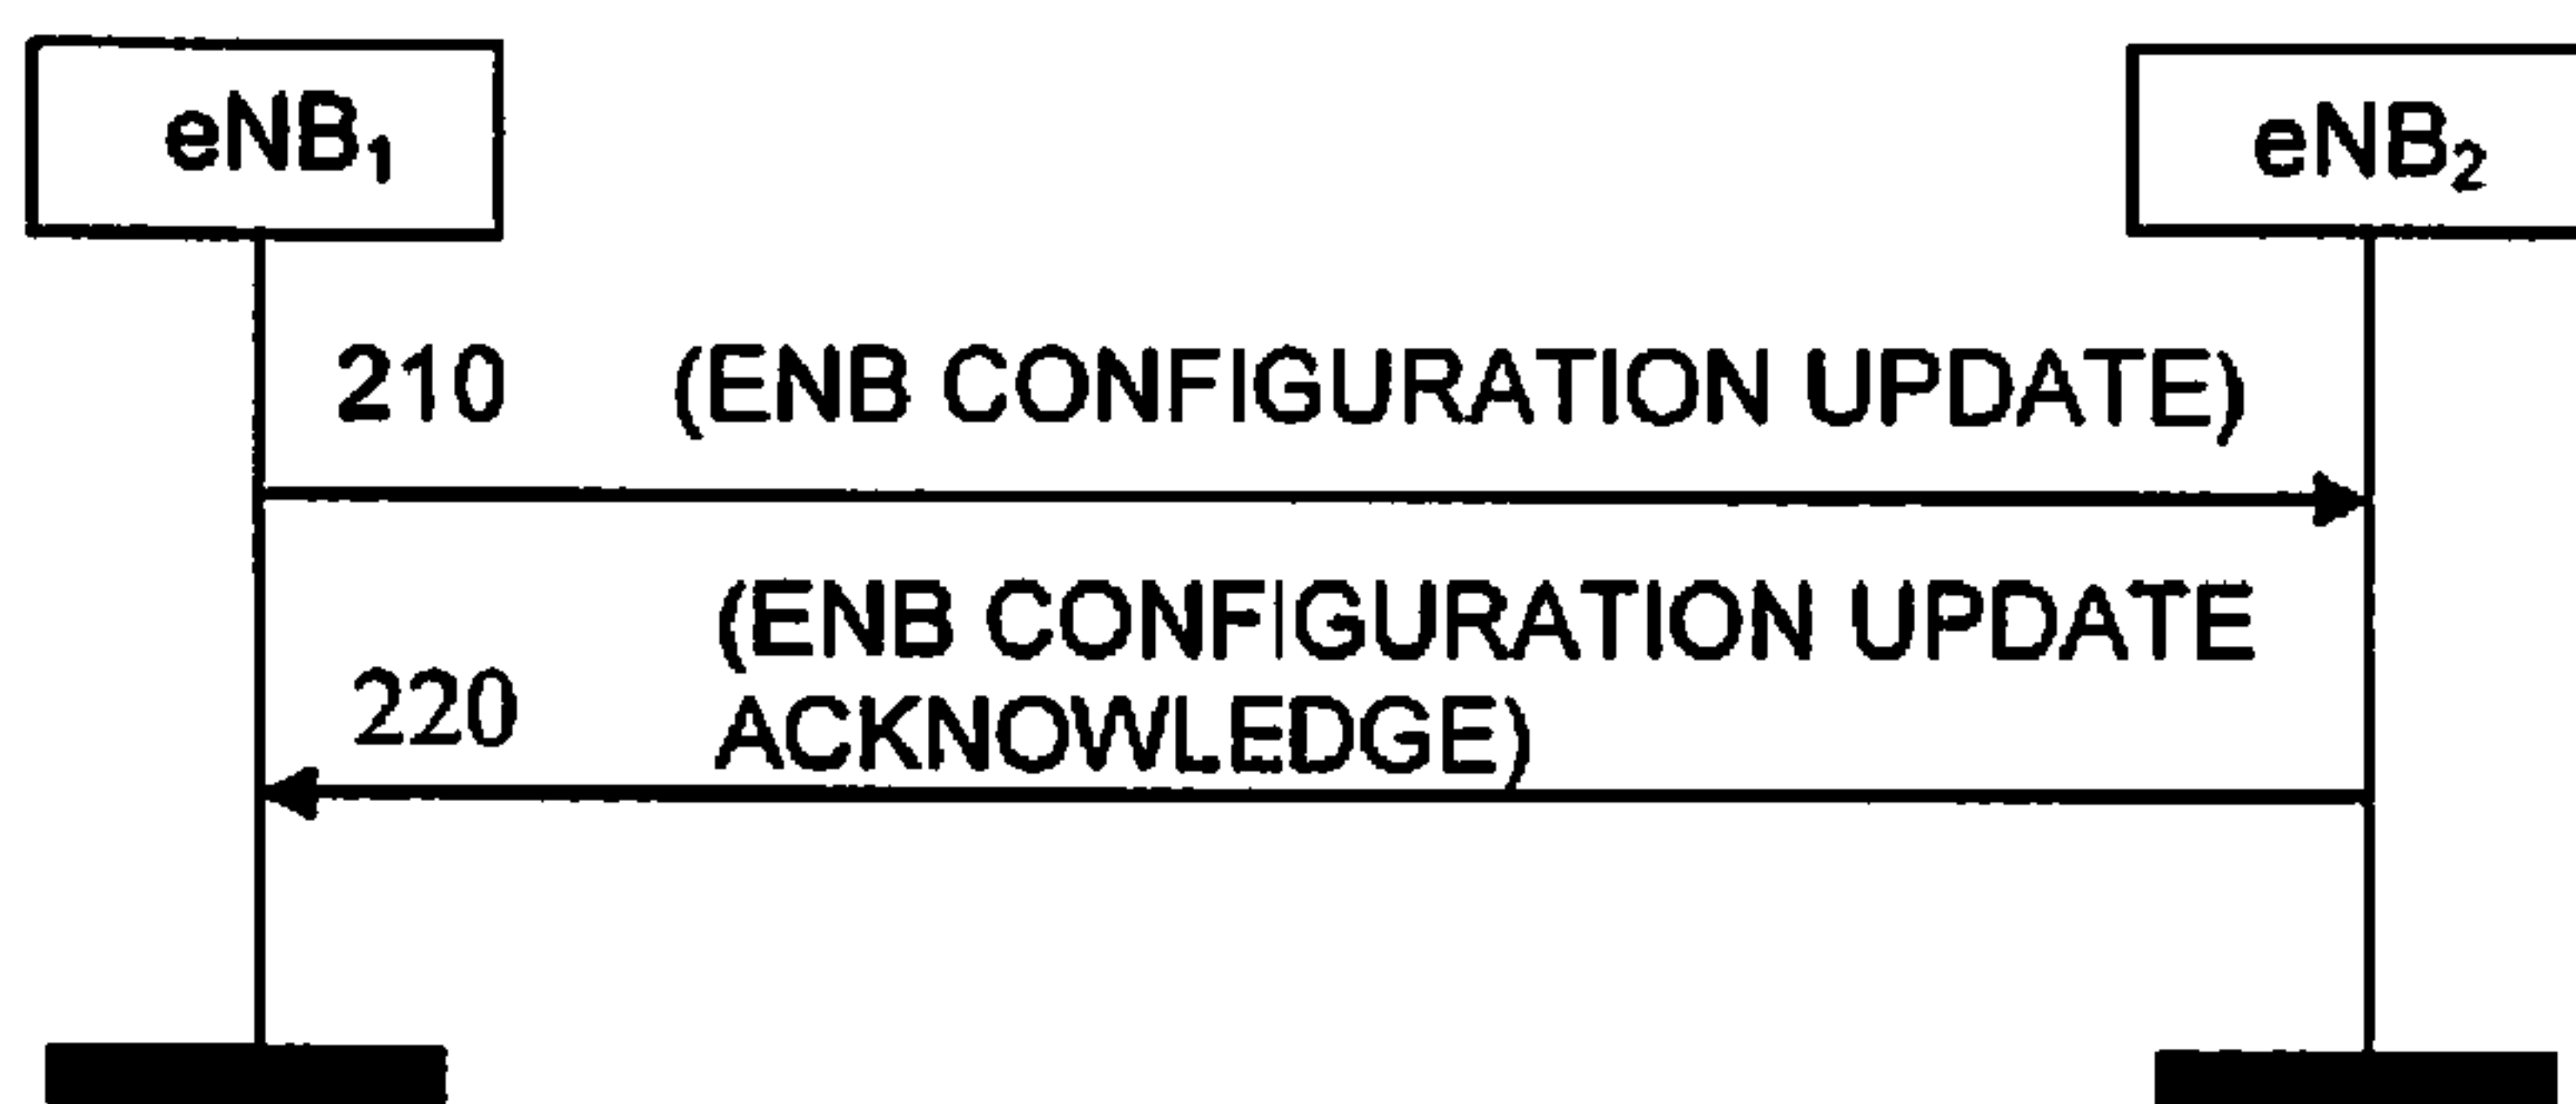 eNB₁
eNB₂
210 (ENB CONFIGURATION UPDATE)
(ENB CONFIGURATION UPDATE
220 ACKNOWLEDGE)